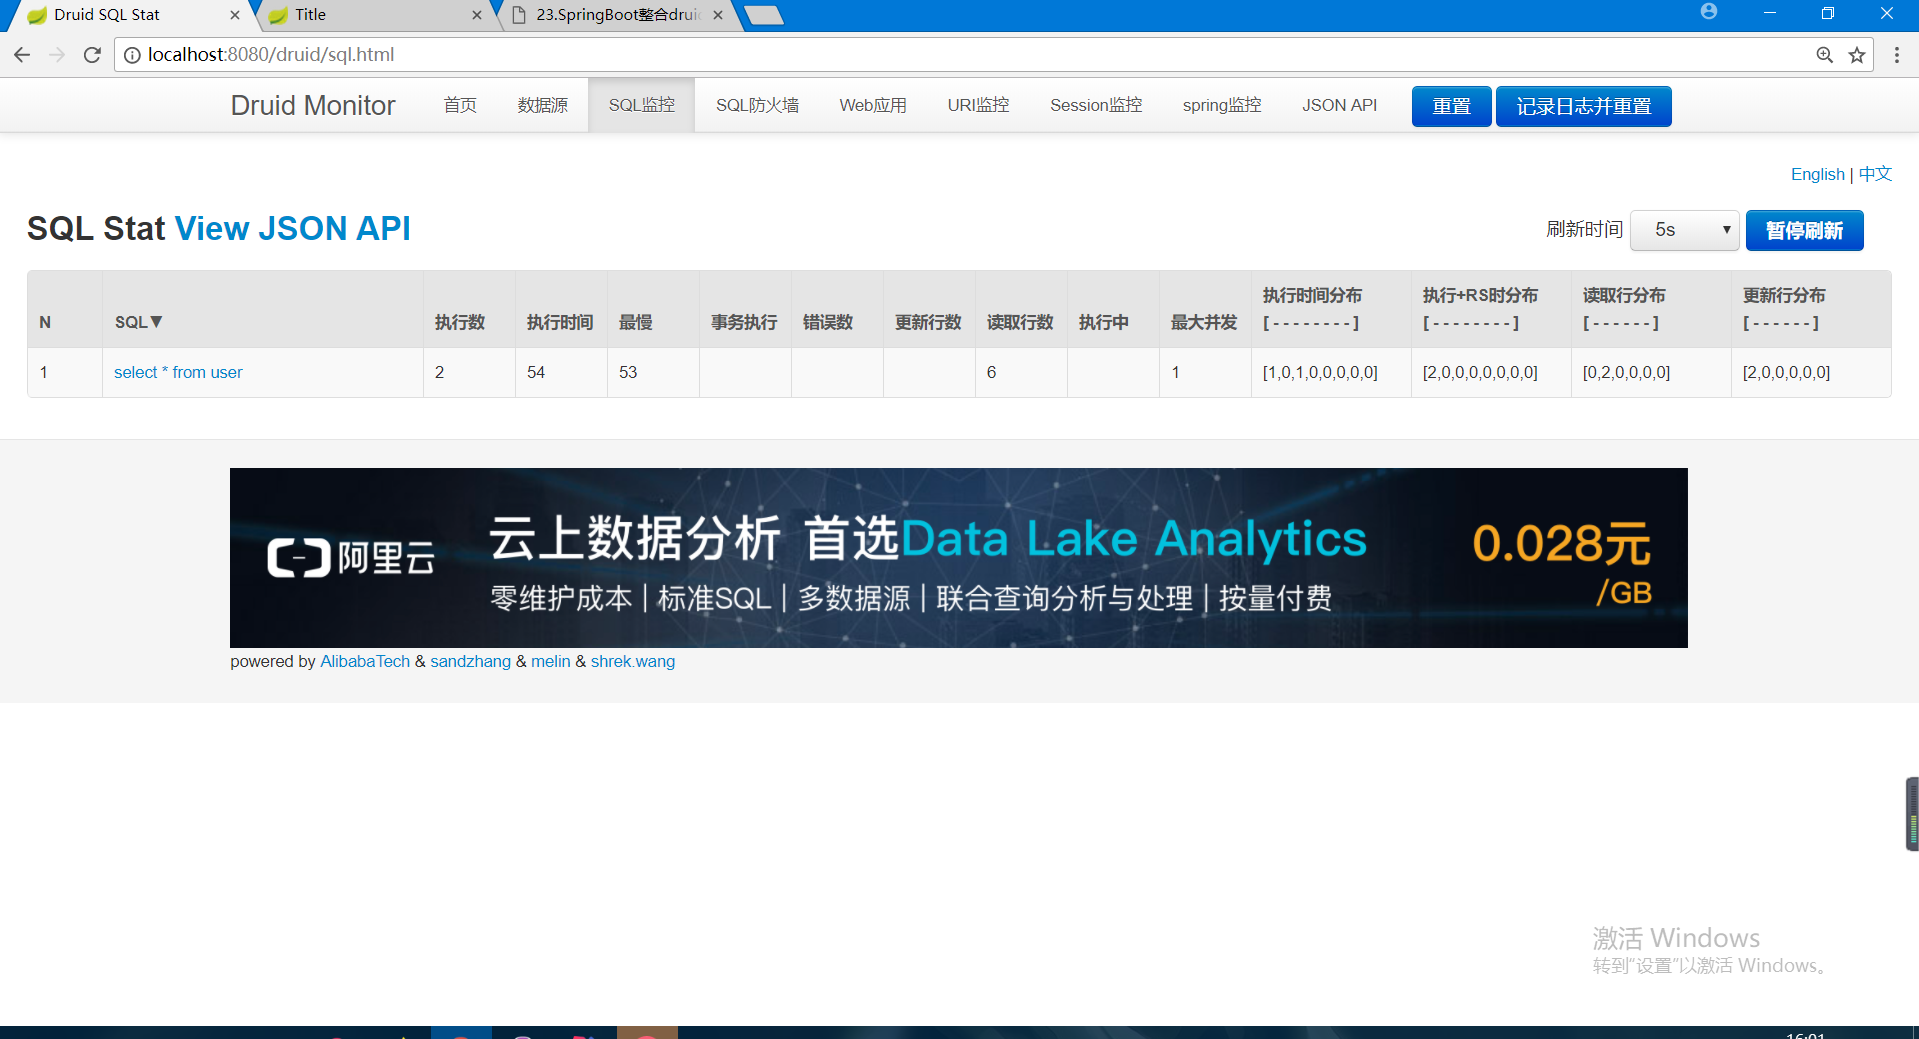 Druid SQL Stat
Title
23.SpringBoot整合drui
localhost:8080/druid/sql.html
Druid Monitor 首页 数据源 SQL监控 SQL防火墙 Web应用 URI监控 Session监控 spring监控 JSON API 重置 记录日志并重置
English | 中文
SQL Stat View JSON API
刷新时间 5s 暂停刷新
N SQL▼ 执行数 执行时间 最慢 事务执行 错误数 更新行数 读取行数 执行中 最大并发 执行时间分布 [ - - - - - - - - ] 执行+RS时分布 [ - - - - - - - - ] 读取行分布 [ - - - - - - ] 更新行分布 [ - - - - - - ]
1 select * from user 2 54 53 6 1 [1,0,1,0,0,0,0,0] [2,0,0,0,0,0,0,0] [0,2,0,0,0,0] [2,0,0,0,0,0]
阿里云
云上数据分析 首选Data Lake Analytics
零维护成本 | 标准SQL | 多数据源 | 联合查询分析与处理 | 按量付费
0.028元
/GB
powered by AlibabaTech & sandzhang & melin & shrek.wang
激活 Windows
转到“设置”以激活 Windows。